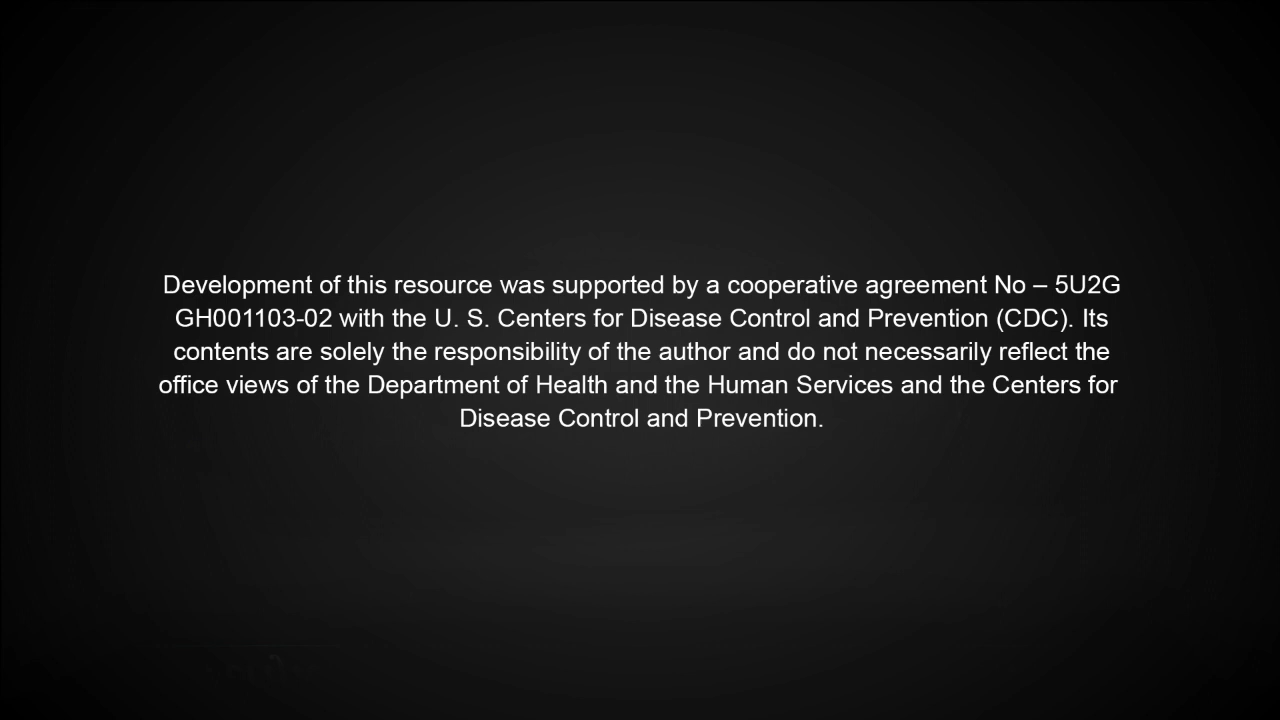 Development of this resource was supported by a cooperative agreement No – 5U2G
GH001103-02 with the U. S. Centers for Disease Control and Prevention (CDC). Its
contents are solely the responsibility of the author and do not necessarily reflect the
office views of the Department of Health and the Human Services and the Centers for
Disease Control and Prevention.